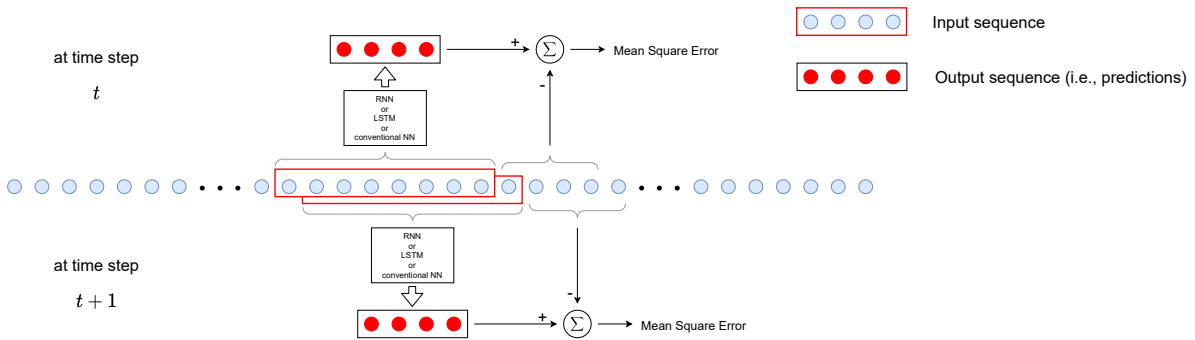 Input sequence
at time step
t
+
∑
Mean Square Error
-
Output sequence (i.e., predictions)
RNN
or
LSTM
or
conventional NN
RNN
or
LSTM
or
conventional NN
at time step
t + 1
-
+
∑
Mean Square Error